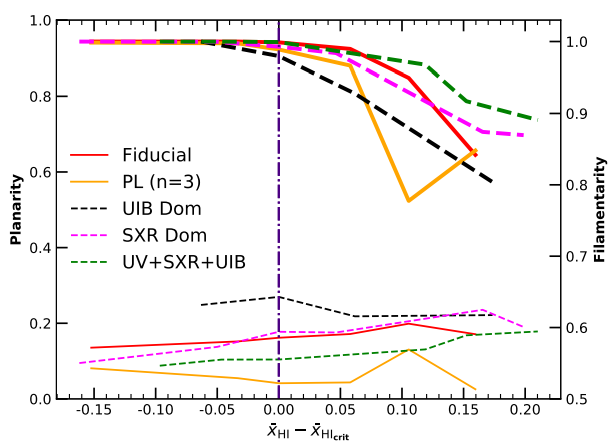 1.0
0.8
0.6
0.4
0.2
0.0
Planarity
1.0
0.9
0.8
0.7
0.6
0.5
Filamentarity
Fiducial
PL (n=3)
UIB Dom
SXR Dom
UV+SXR+UIB
-0.15 -0.10 -0.05 0.00 0.05 0.10 0.15 0.20
x̄HI − x̄HIcrit